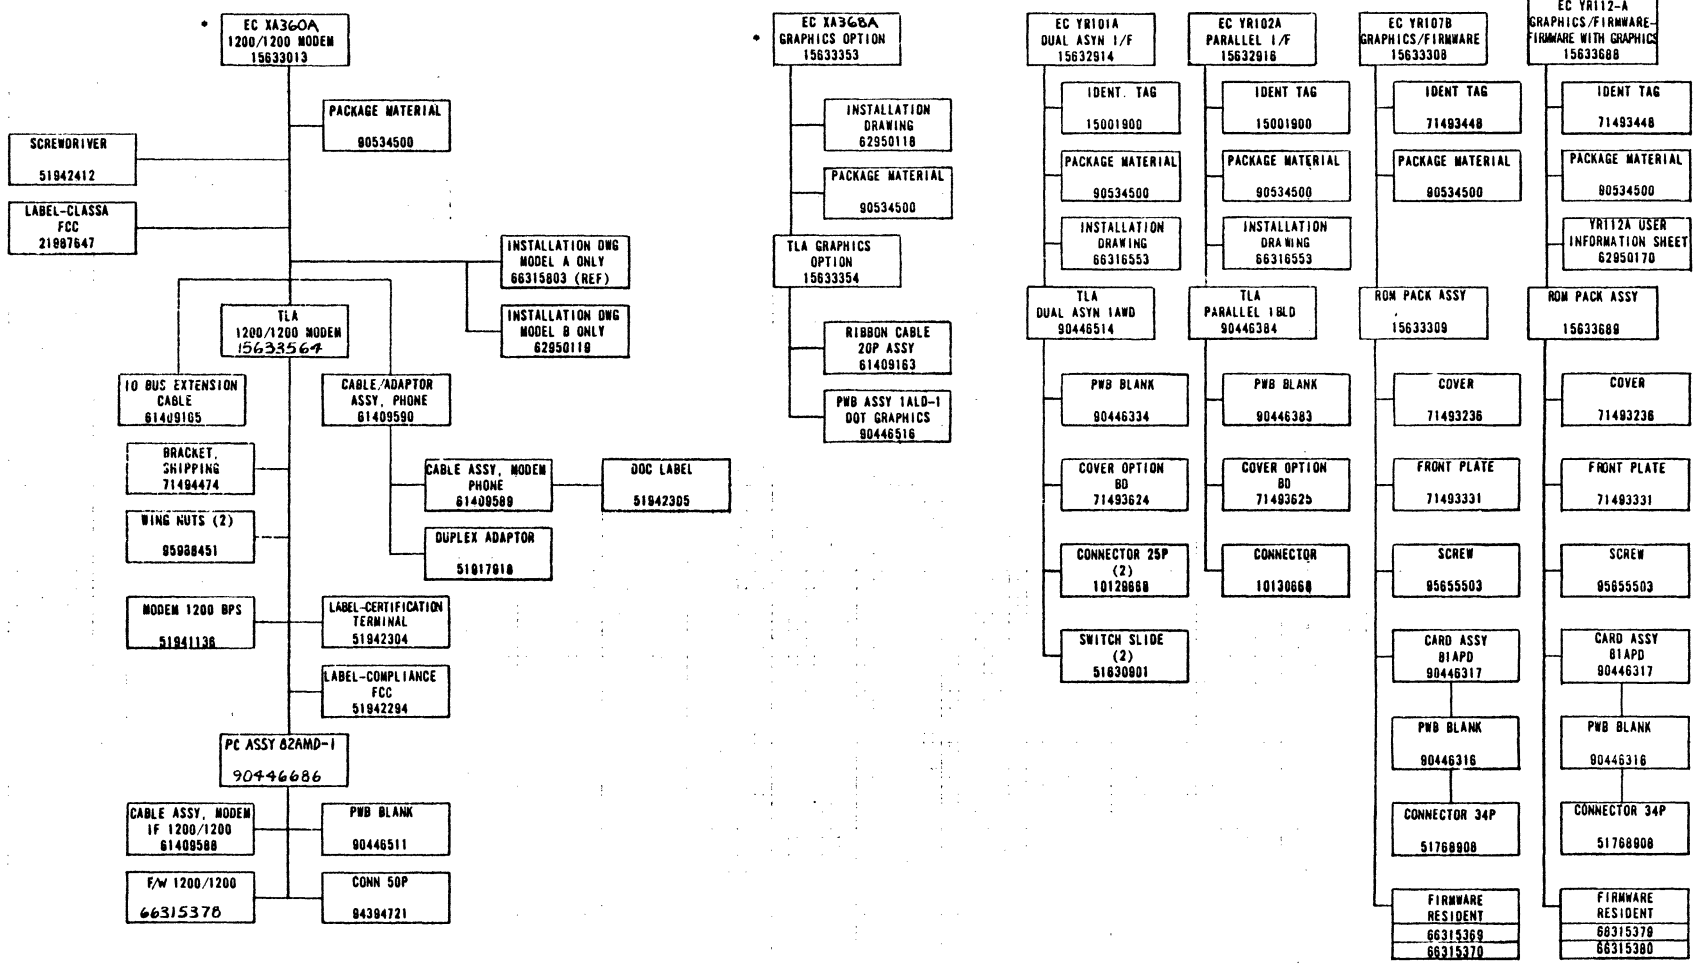 * EC XA360A
1200/1200 MODEM
15633013
PACKAGE MATERIAL
90534500
SCREWDRIVER
51942412
LABEL-CLASSA
FCC
21987647
INSTALLATION DWG
MODEL A ONLY
66315803 (REF)
INSTALLATION DWG
MODEL B ONLY
62950119
TLA
1200/1200 MODEM
15633564
IO BUS EXTENSION
CABLE
61409165
CABLE/ADAPTOR
ASSY, PHONE
61409590
BRACKET,
SHIPPING
71494474
CABLE ASSY, MODEM
PHONE
61409589
DOC LABEL
51942305
WING NUTS (2)
95938451
DUPLEX ADAPTOR
51917918
MODEM 1200 BPS
51941136
LABEL-CERTIFICATION
TERMINAL
51942304
LABEL-COMPLIANCE
FCC
51942294
PC ASSY 82AMD-1
90446686
CABLE ASSY, MODEM
IF 1200/1200
61409588
PWB BLANK
90446511
F/W 1200/1200
66315378
CONN 50P
94394721
* EC XA368A
GRAPHICS OPTION
15633353
INSTALLATION
DRAWING
62950118
PACKAGE MATERIAL
90534500
TLA GRAPHICS
OPTION
15633354
RIBBON CABLE
20P ASSY
61409163
PWB ASSY 1ALD-1
DOT GRAPHICS
90446516
EC YR101A
DUAL ASYN I/F
15632914
IDENT. TAG
15001900
PACKAGE MATERIAL
90534500
INSTALLATION
DRAWING
66316553
TLA
DUAL ASYN 1AWD
90446514
PWB BLANK
90446334
COVER OPTION
BD
71493624
CONNECTOR 25P
(2)
10129668
SWITCH SLIDE
(2)
51830901
EC YR102A
PARALLEL I/F
15632916
IDENT TAG
15001900
PACKAGE MATERIAL
90534500
INSTALLATION
DRAWING
66316553
TLA
PARALLEL 1BLD
90446384
PWB BLANK
90446383
COVER OPTION
BD
71493625
CONNECTOR
10130668
EC YR107B
GRAPHICS/FIRMWARE
15633308
IDENT TAG
71493448
PACKAGE MATERIAL
90534500
ROM PACK ASSY
15633309
COVER
71493236
FRONT PLATE
71493331
SCREW
95655503
CARD ASSY
81APD
90446317
PWB BLANK
90446316
CONNECTOR 34P
51768908
FIRMWARE
RESIDENT
66315369
66315370
EC YR112-A
GRAPHICS/FIRMWARE-
FIRMWARE WITH GRAPHICS
15633688
IDENT TAG
71493448
PACKAGE MATERIAL
90534500
YR112A USER
INFORMATION SHEET
62950170
ROM PACK ASSY
15633689
COVER
71493236
FRONT PLATE
71493331
SCREW
95655503
CARD ASSY
81APD
90446317
PWB BLANK
90446316
CONNECTOR 34P
51768908
FIRMWARE
RESIDENT
66315379
66315380